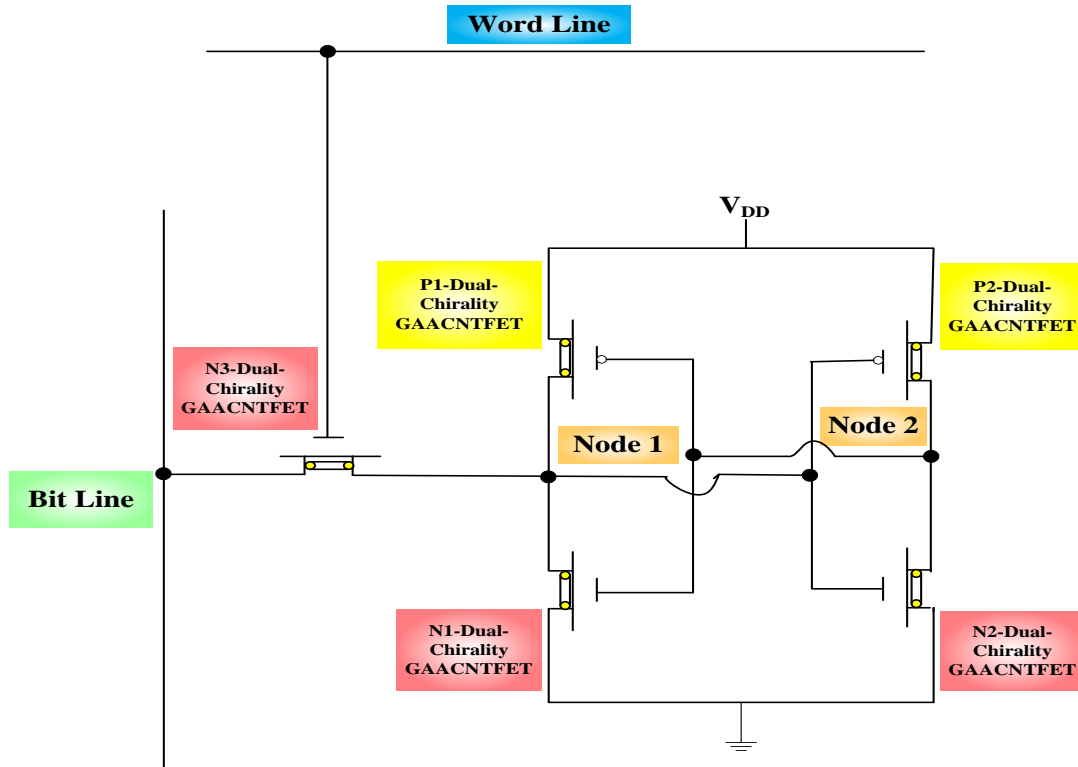 Word Line
V_DD
P1-Dual-
Chirality
GAACNTFET
P2-Dual-
Chirality
GAACNTFET
N3-Dual-
Chirality
GAACNTFET
Node 1
Node 2
Bit Line
N1-Dual-
Chirality
GAACNTFET
N2-Dual-
Chirality
GAACNTFET